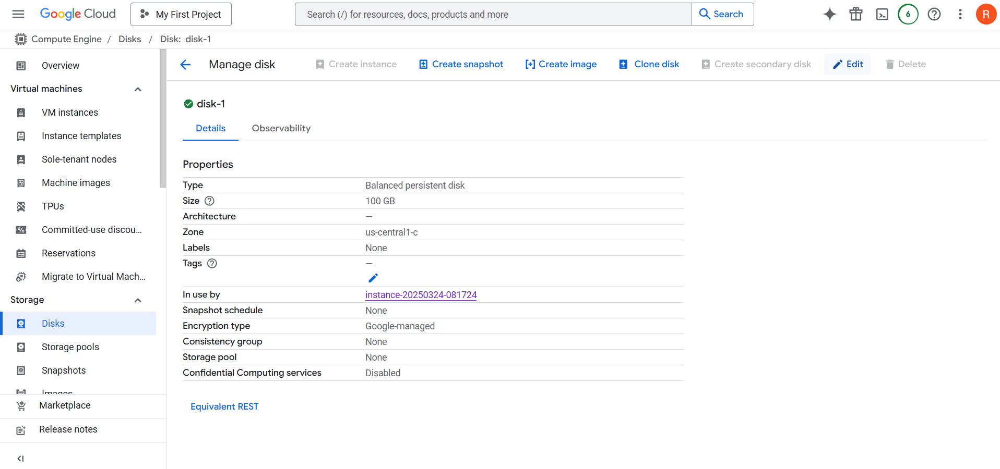 Google Cloud
My First Project
Search (/) for resources, docs, products and more
Search
6
R
Compute Engine / Disks / Disk: disk-1
Overview
Virtual machines
VM instances
Instance templates
Sole-tenant nodes
Machine images
TPUs
Committed-use discou...
Reservations
Migrate to Virtual Mach...
Storage
Disks
Storage pools
Snapshots
Images
Marketplace
Release notes
Manage disk
Create instance
Create snapshot
Create image
Clone disk
Create secondary disk
Edit
Delete
disk-1
Details
Observability
Properties
Type Balanced persistent disk
Size 100 GB
Architecture —
Zone us-central1-c
Labels None
Tags —
In use by instance-20250324-081724
Snapshot schedule None
Encryption type Google-managed
Consistency group None
Storage pool None
Confidential Computing services Disabled
Equivalent REST